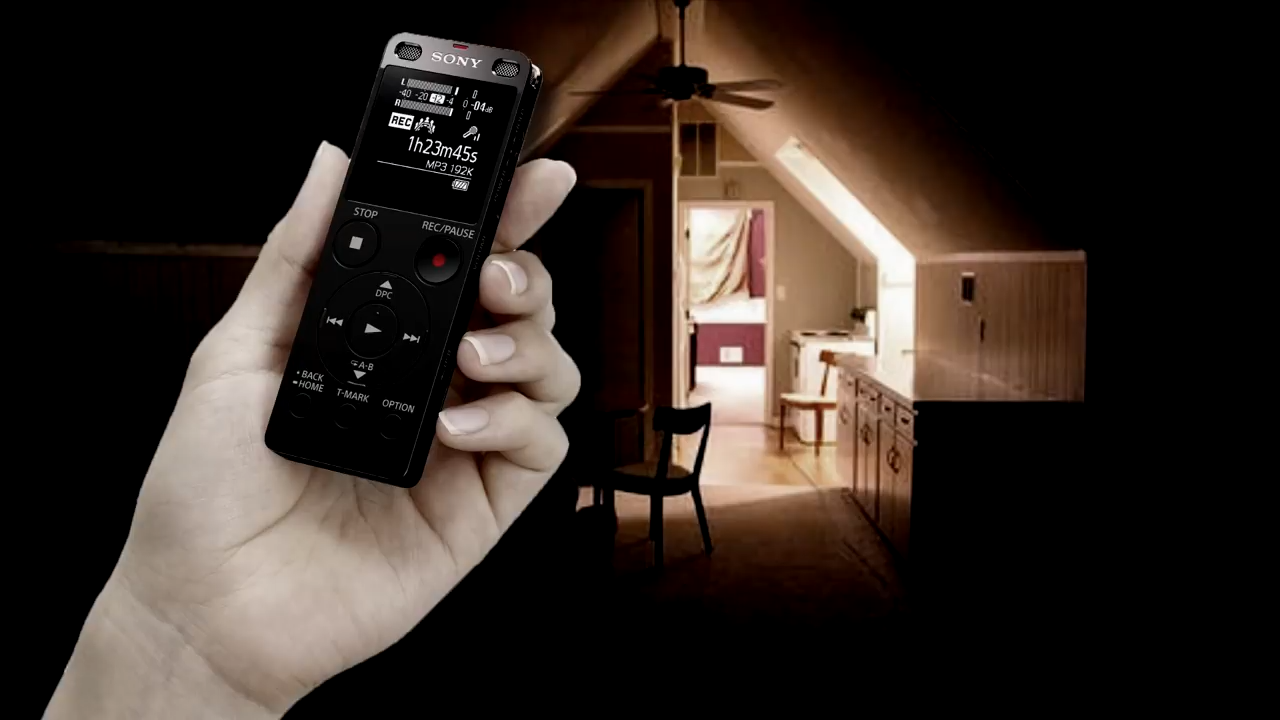 SONY
L
-40 -20 -12 -4 0 -04dB
R
REC
1h23m45s
MP3 192K
STOP
REC/PAUSE
DPC
A-B
BACK
HOME
T-MARK
OPTION